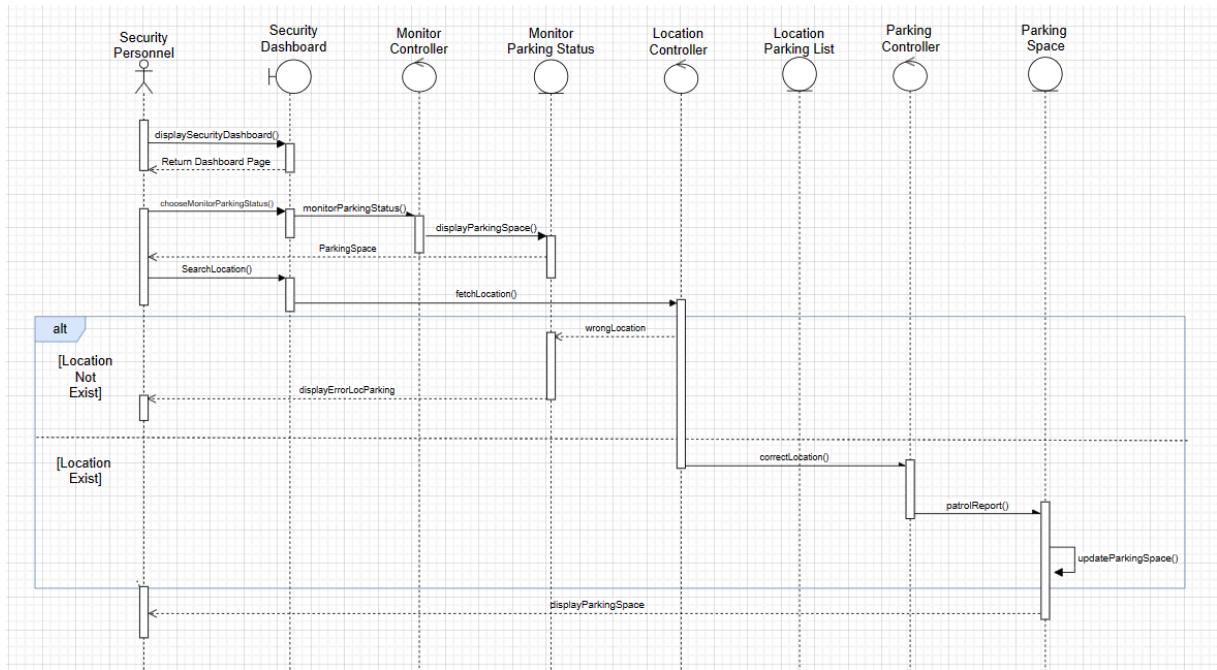 Security
Personnel
Security
Dashboard
Monitor
Controller
Monitor
Parking Status
Location
Controller
Location
Parking List
Parking
Controller
Parking
Space
displaySecurityDashboard()
Return Dashboard Page
chooseMonitorParkingStatus()
monitorParkingStatus()
displayParkingSpace()
ParkingSpace
SearchLocation()
fetchLocation()
alt
wrongLocation
[Location
Not
Exist]
displayErrorLocParking
[Location
Exist]
correctLocation()
patrolReport()
updateParkingSpace()
displayParkingSpace